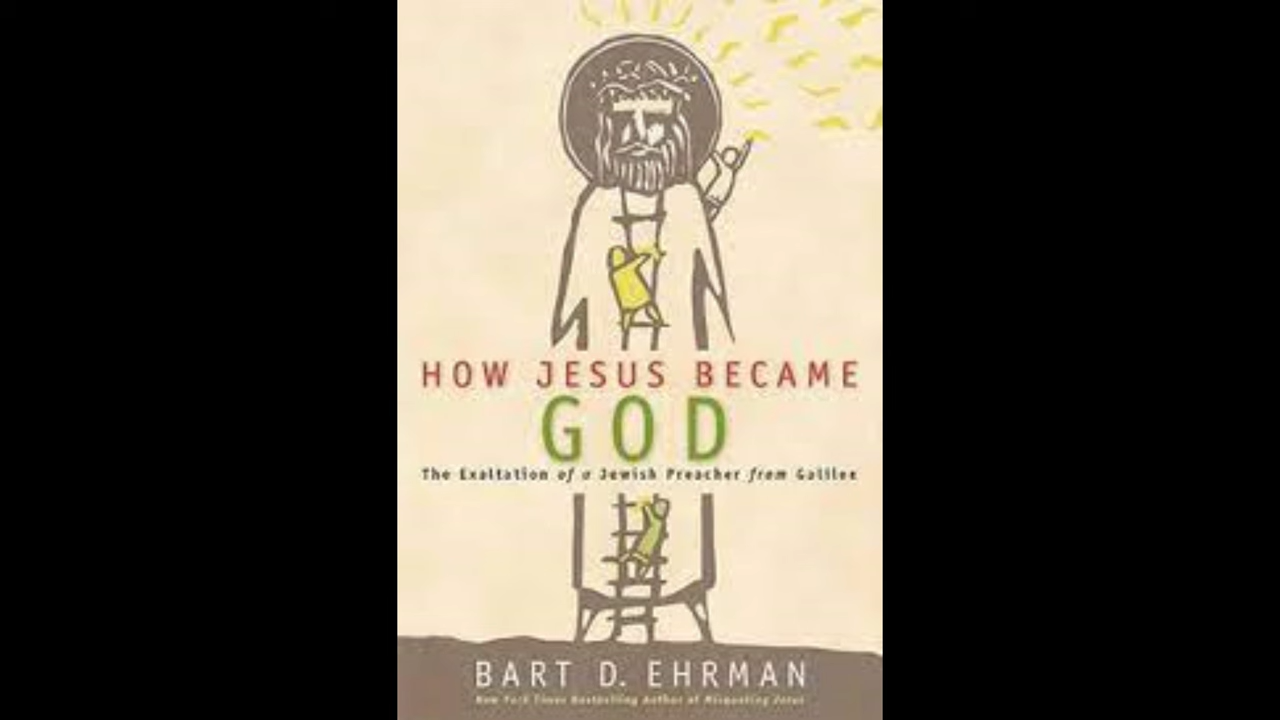 HOW JESUS BECAME
GOD
The Exaltation of a Jewish Preacher from Galilee
BART D. EHRMAN
New York Times Bestselling Author of Misquoting Jesus